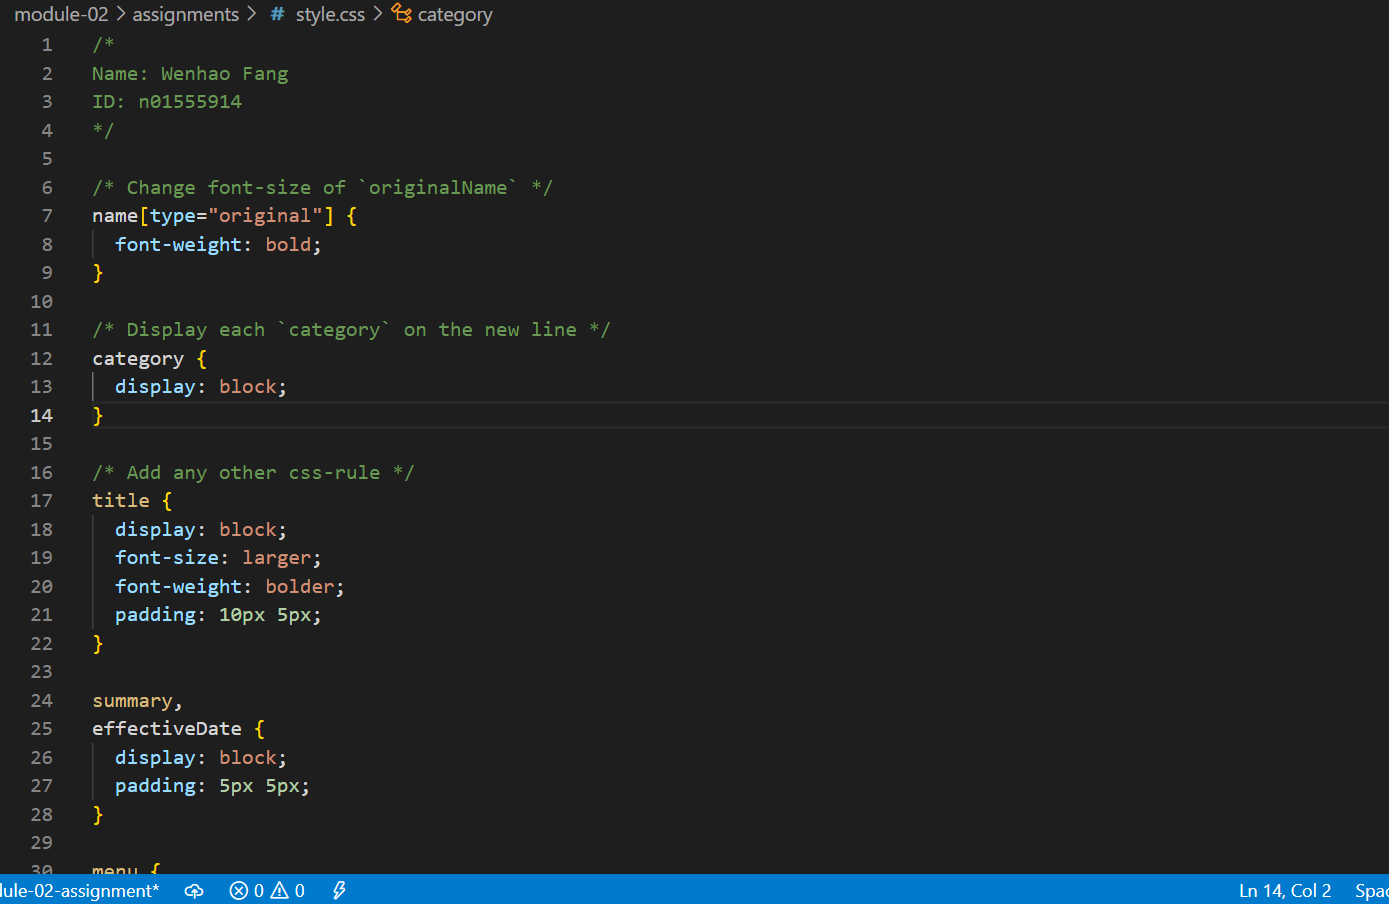 module-02 > assignments > # style.css > category
1 /*
2 Name: Wenhao Fang
3 ID: n01555914
4 */
5
6 /* Change font-size of `originalName` */
7 name[type="original"] {
8 font-weight: bold;
9 }
10
11 /* Display each `category` on the new line */
12 category {
13 display: block;
14 }
15
16 /* Add any other css-rule */
17 title {
18 display: block;
19 font-size: larger;
20 font-weight: bolder;
21 padding: 10px 5px;
22 }
23
24 summary,
25 effectiveDate {
26 display: block;
27 padding: 5px 5px;
28 }
29
30 menu {
dule-02-assignment* 0 0 Ln 14, Col 2 Spac